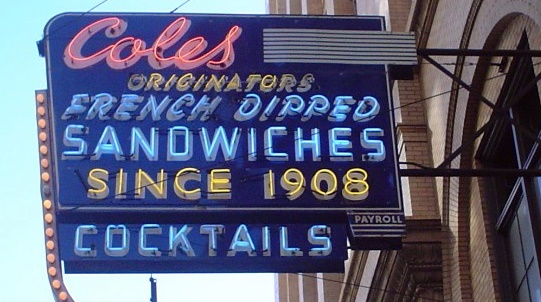 Coles
ORIGINATORS
FRENCH DIPPED
SANDWICHES
SINCE 1908
PAYROLL
COCKTAILS